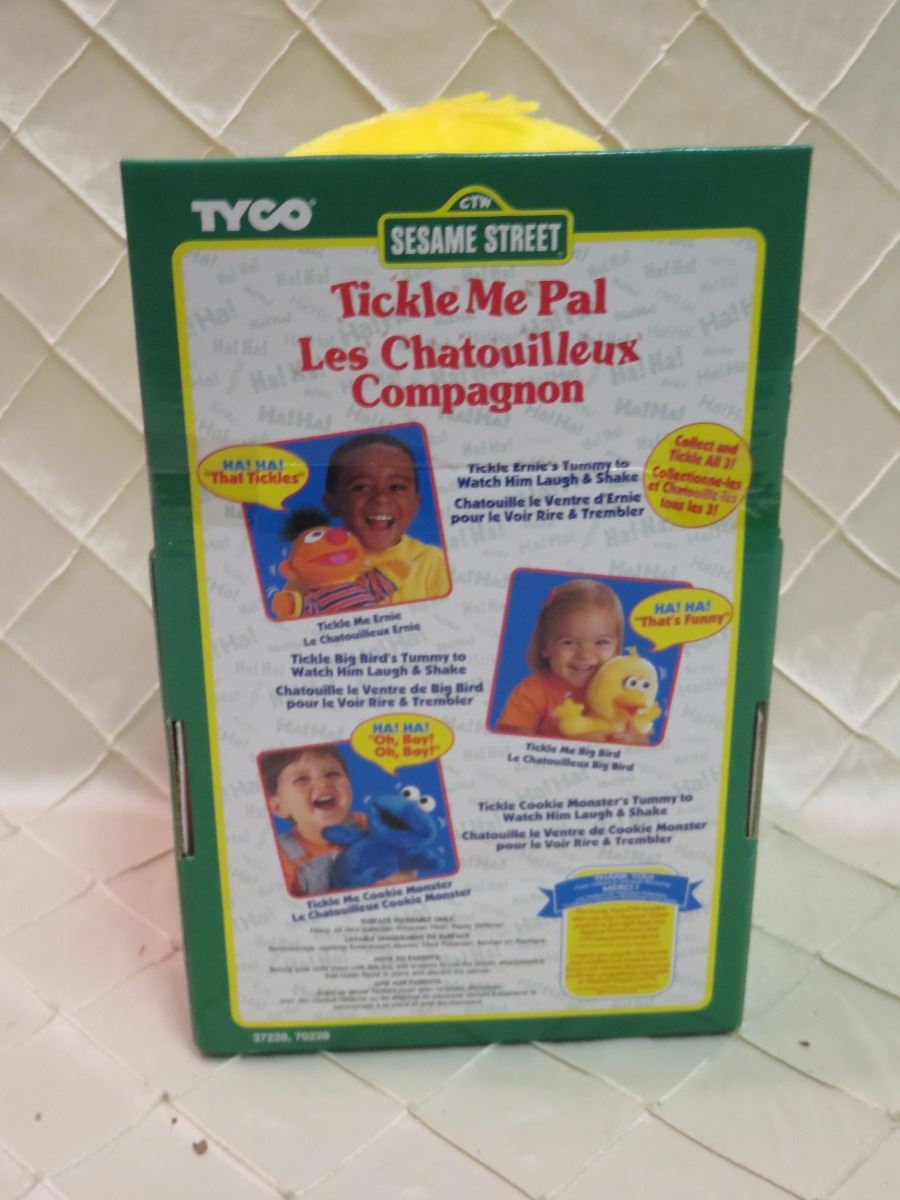 TYCO
CTW
SESAME STREET
Tickle Me Pal
Les Chatouilleux
Compagnon
HA! HA!
"That Tickles"
Tickle Ernie's Tummy to
Watch Him Laugh & Shake
Chatouille le Ventre d'Ernie
pour le Voir Rire & Trembler
Collect and
Tickle All 3!
Collectionne-les
et Chatouille-les
tous les 3!
Tickle Me Ernie
Le Chatouilleux Ernie
HA! HA!
"That's Funny"
Tickle Big Bird's Tummy to
Watch Him Laugh & Shake
Chatouille le Ventre de Big Bird
pour le Voir Rire & Trembler
Tickle Me Big Bird
Le Chatouilleux Big Bird
HA! HA!
"Oh, Boy!
Oh, Boy!"
Tickle Cookie Monster's Tummy to
Watch Him Laugh & Shake
Chatouille le Ventre de Cookie Monster
pour le Voir Rire & Trembler
Tickle Me Cookie Monster
Le Chatouilleux Cookie Monster
SURFACE WASHABLE ONLY
THANK YOU
MERCI!
NOTE TO PARENTS:
37228, 70228